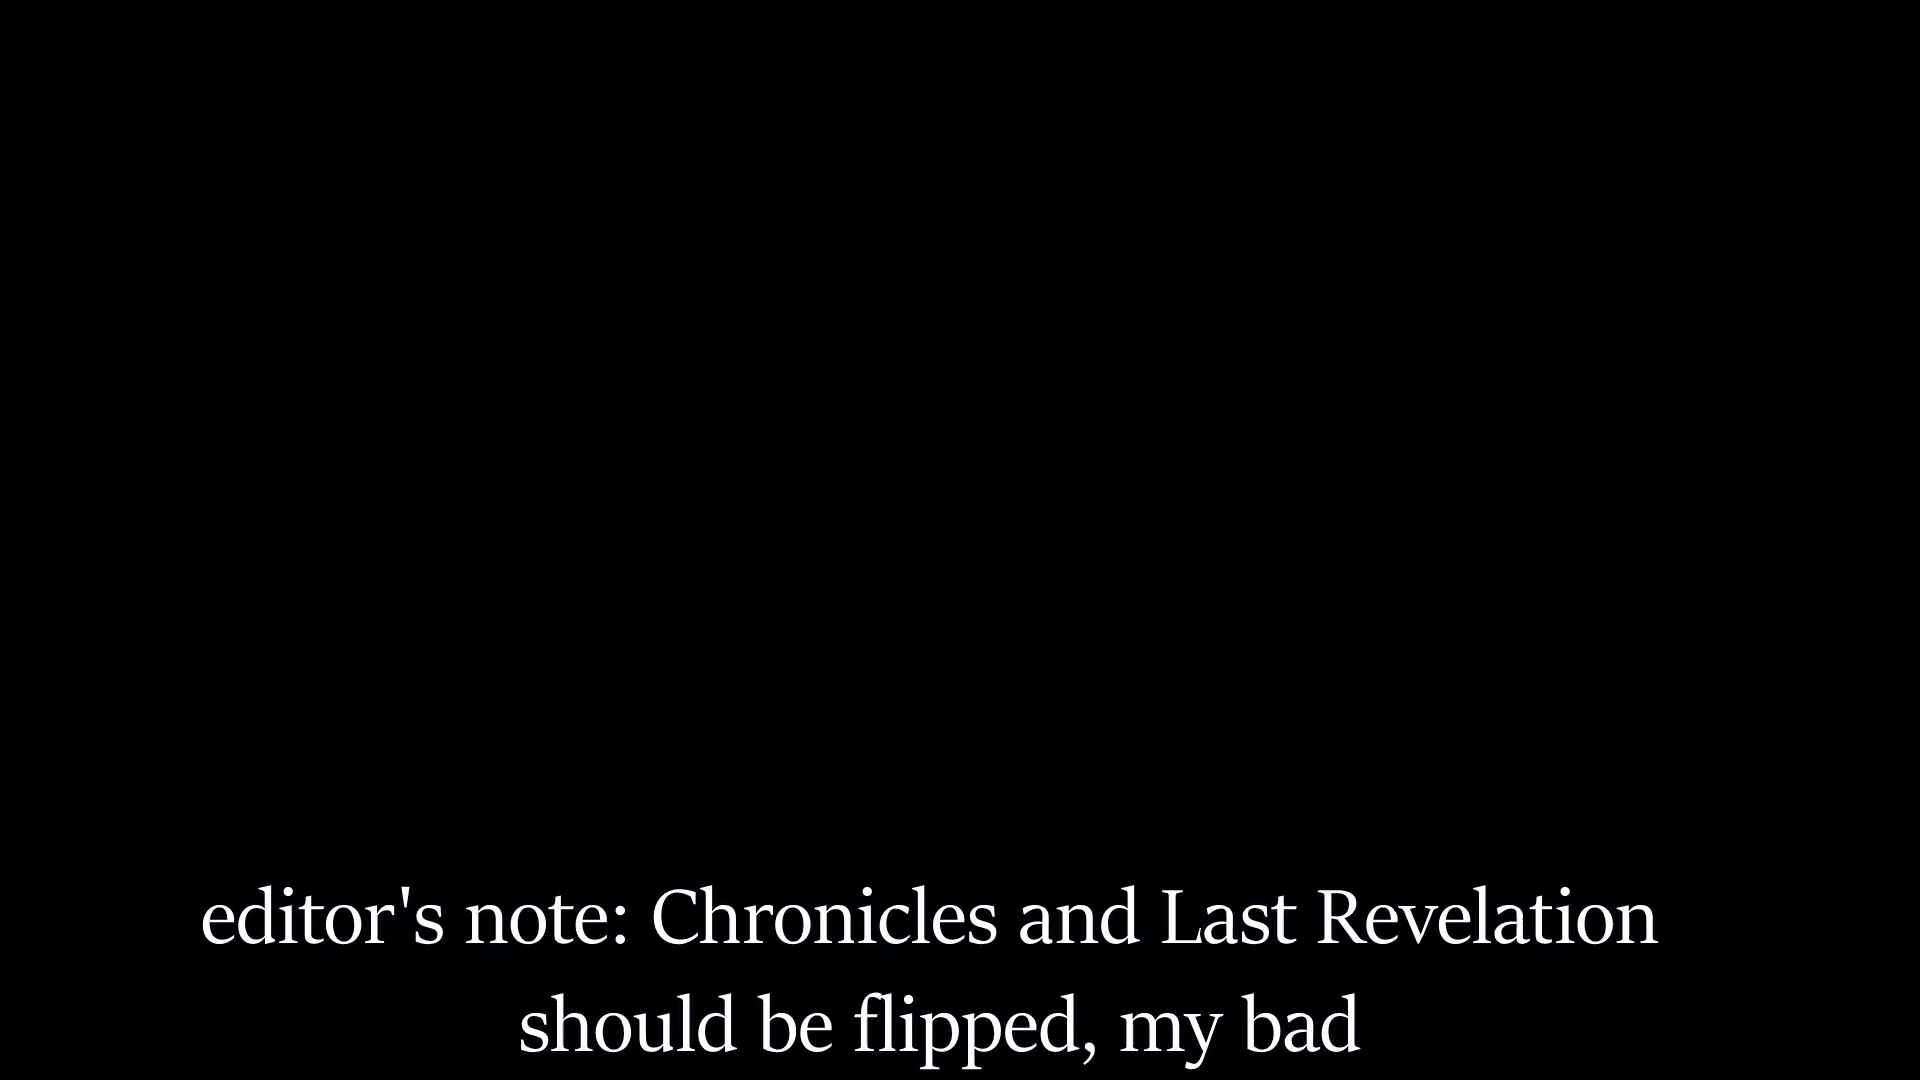 editor's note: Chronicles and Last Revelation
should be flipped, my bad